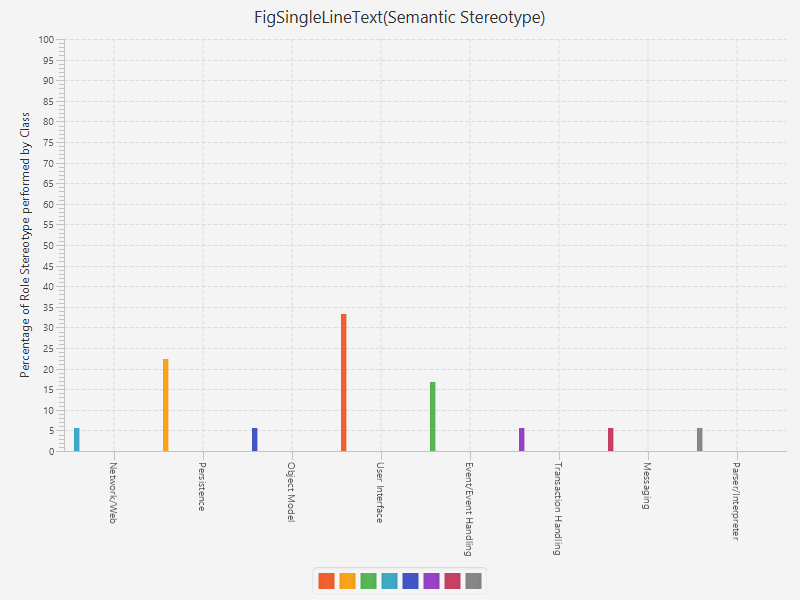 FigSingleLineText(Semantic Stereotype)
Percentage of Role Stereotype performed by Class
100
95
90
85
80
75
70
65
60
55
50
45
40
35
30
25
20
15
10
5
0
Network/Web
Persistence
Object Model
User Interface
Event/Event Handling
Transaction Handling
Messaging
Parser/Interpreter